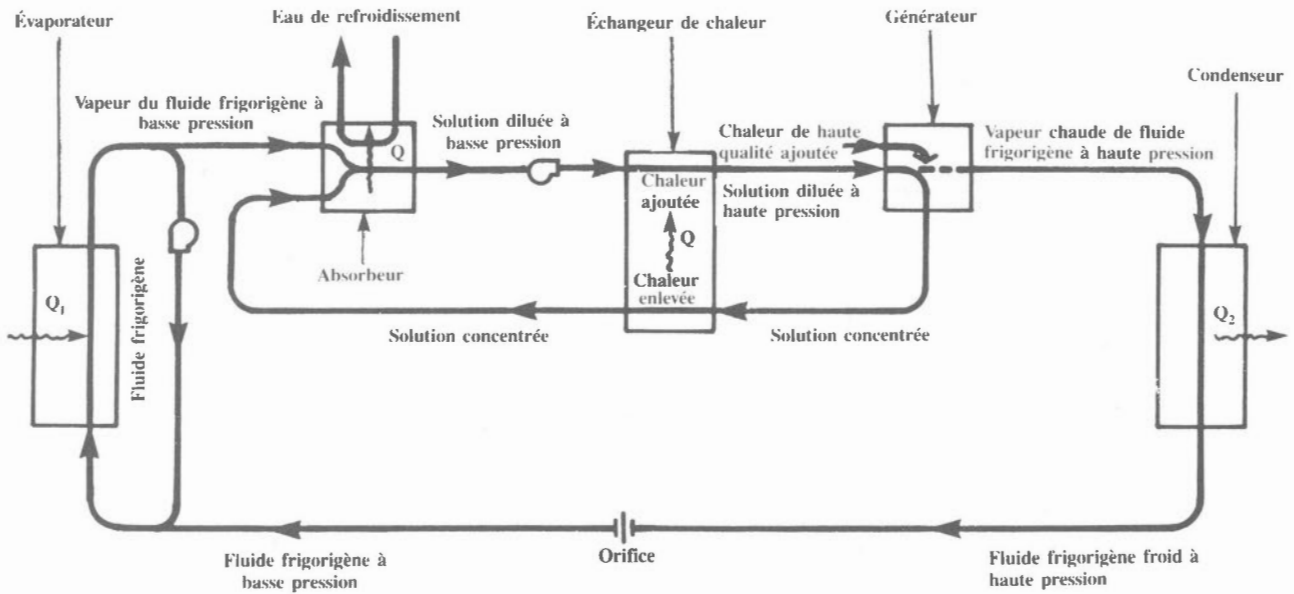 Évaporateur
Eau de refroidissement
Échangeur de chaleur
Générateur
Condenseur
Vapeur du fluide frigorigène à
basse pression
Q
Solution diluée à
basse pression
Chaleur de haute
qualité ajoutée
Vapeur chaude de fluide
frigorigène à haute pression
Chaleur
ajoutée
Q
Chaleur
enlevée
Solution diluée à
haute pression
Absorbeur
Q₁
Fluide frigorigène
Q₂
Solution concentrée
Solution concentrée
Fluide frigorigène à
basse pression
Orifice
Fluide frigorigène froid à
haute pression